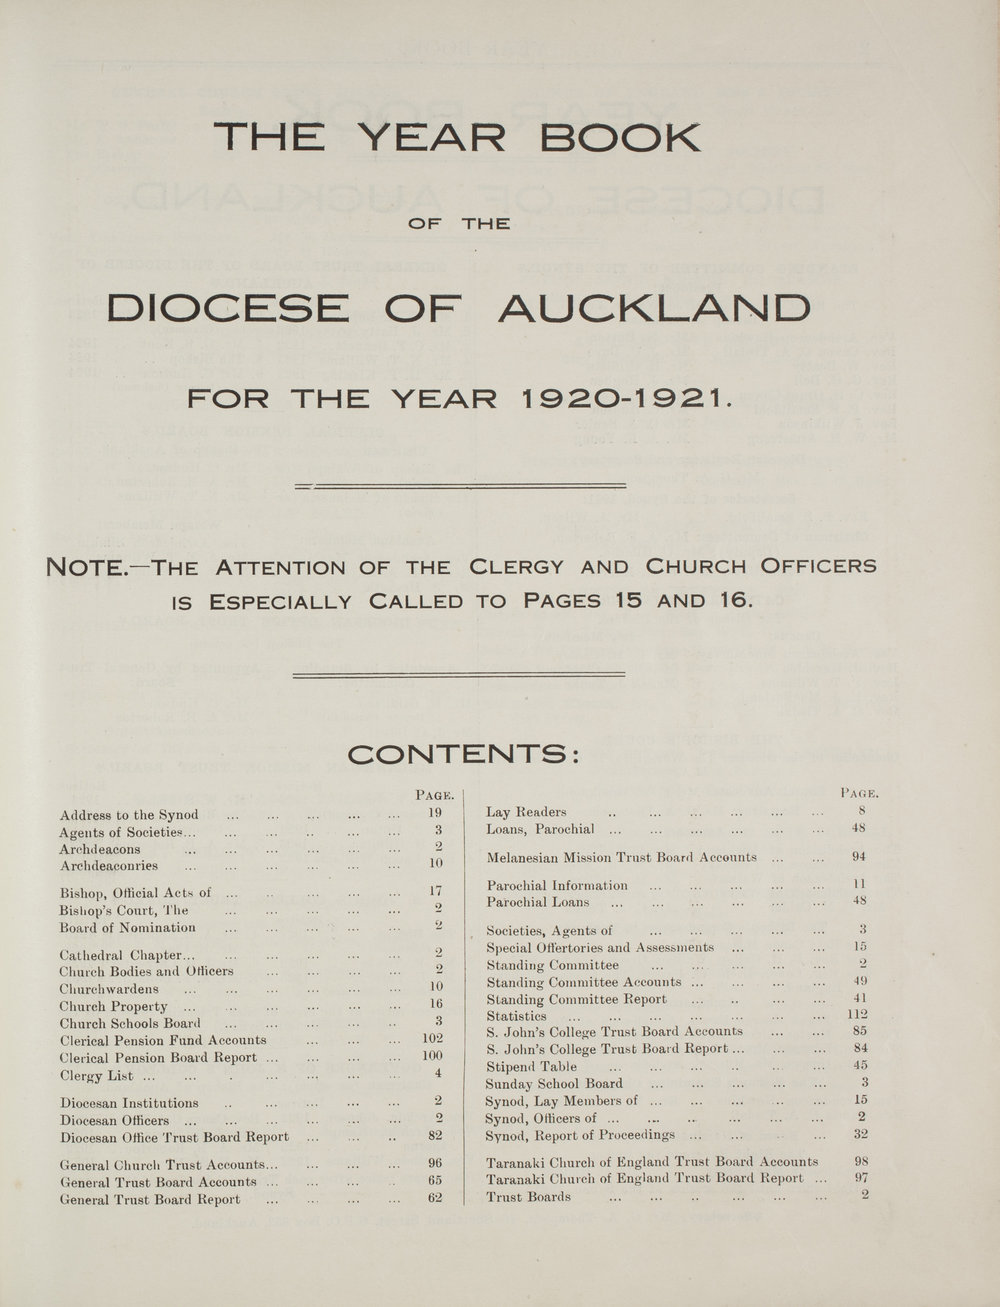 THE YEAR BOOK
OF THE
DIOCESE OF AUCKLAND
FOR THE YEAR 1920-1921.
NOTE.—THE ATTENTION OF THE CLERGY AND CHURCH OFFICERS
IS ESPECIALLY CALLED TO PAGES 15 AND 16.
CONTENTS:
PAGE.
Address to the Synod ... ... ... ... ... 19
Agents of Societies... ... ... .. ... ... 3
Archdeacons ... ... ... ... ... ... 2
Archdeaconries ... ... ... ... ... ... 10
Bishop, Official Acts of ... ... ... ... ... 17
Bishop's Court, The ... ... ... ... ... 2
Board of Nomination ... ... ... ... ... 2
Cathedral Chapter... ... ... ... ... ... 2
Church Bodies and Officers ... ... ... ... 2
Churchwardens ... ... ... ... ... ... 10
Church Property ... ... ... ... ... ... 16
Church Schools Board ... ... ... ... .. 3
Clerical Pension Fund Accounts ... ... ... 102
Clerical Pension Board Report ... ... ... ... 100
Clergy List ... ... . ... ... ... ... 4
Diocesan Institutions .. ... ... ... ... 2
Diocesan Officers ... ... ... ... ... ... 2
Diocesan Office Trust Board Report ... ... .. 82
General Church Trust Accounts... ... ... ... 96
General Trust Board Accounts ... ... ... .. 65
General Trust Board Report ... ... ... ... 62
PAGE.
Lay Readers .. ... ... ... ... ... 8
Loans, Parochial ... ... ... ... ... ... 48
Melanesian Mission Trust Board Accounts ... ... 94
Parochial Information ... ... ... ... ... 11
Parochial Loans ... ... ... ... ... ... 48
Societies, Agents of ... ... ... ... ... 3
Special Offertories and Assessments ... ... ... 15
Standing Committee ... ... ... ... ... 2
Standing Committee Accounts ... ... ... ... 49
Standing Committee Report ... .. ... ... 41
Statistics ... ... ... ... ... ... ... 112
S. John's College Trust Board Accounts ... ... 85
S. John's College Trust Board Report ... ... ... 84
Stipend Table ... ... ... .. ... ... 45
Sunday School Board ... ... ... ... ... 3
Synod, Lay Members of ... ... ... ... ... 15
Synod, Officers of ... ... ... ... ... ... 2
Synod, Report of Proceedings ... ... .. ... 32
Taranaki Church of England Trust Board Accounts 98
Taranaki Church of England Trust Board Report ... 97
Trust Boards ... ... .. ... ... ... 2